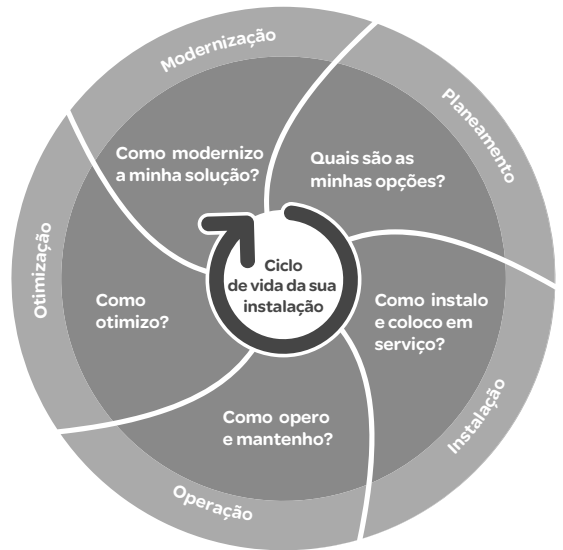 Modernização
Planeamento
Como modernizo
a minha solução?
Quais são as
minhas opções?
Otimização
Ciclo
de vida da sua
instalação
Como
otimizo?
Como instalo
e coloco em
serviço?
Como opero
e mantenho?
Instalação
Operação